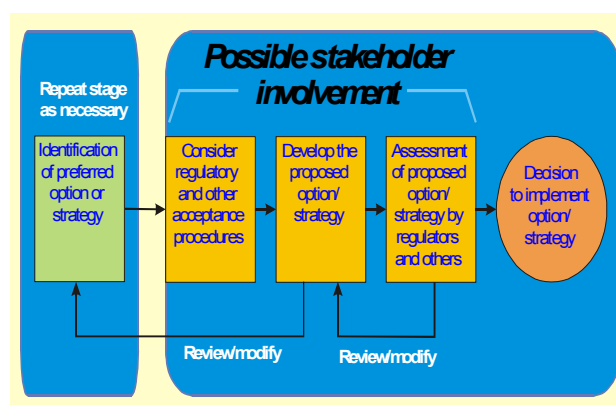 Possible stakeholder
involvement
Repeat stage
as necessary
Identification
of preferred
option or
strategy
Consider
regulatory
and other
acceptance
procedures
Develop the
proposed
option/
strategy
Assessment
of proposed
option/
strategy by
regulators
and others
Decision
to implement
option/
strategy
Review/modify
Review/modify